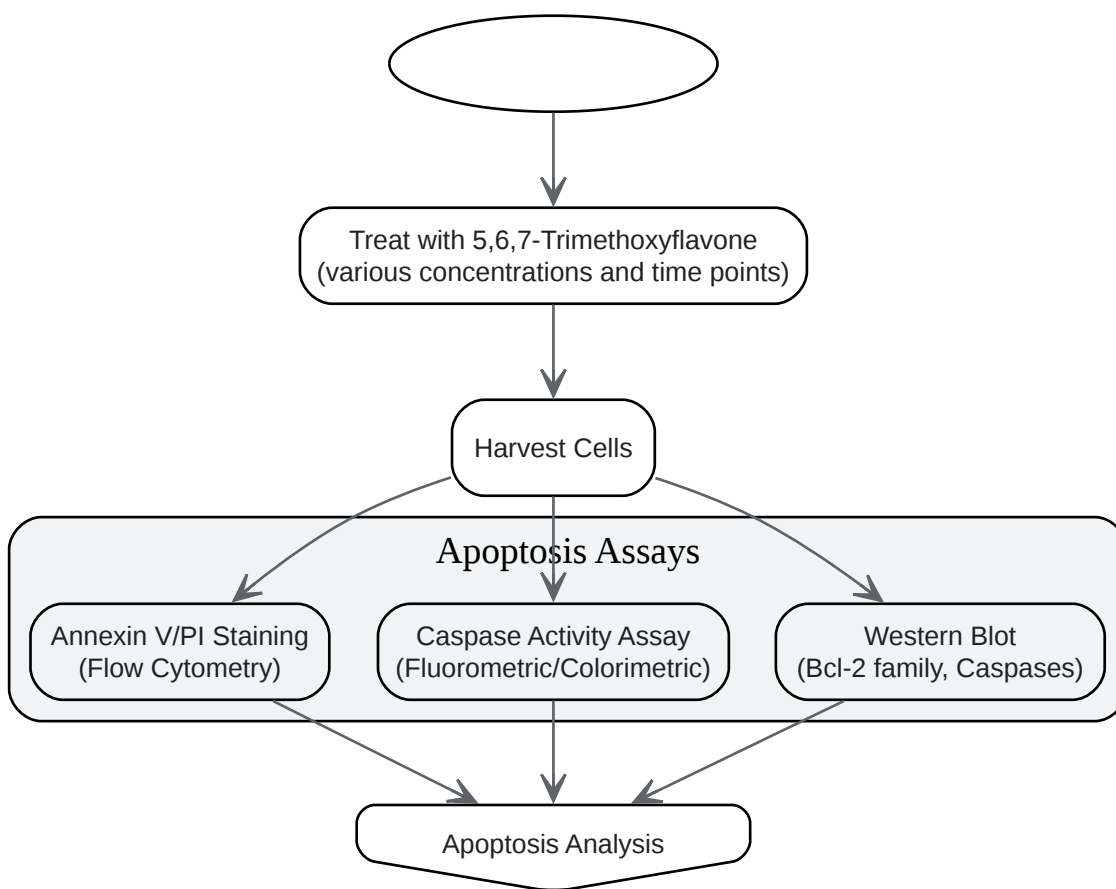 Treat with 5,6,7-Trimethoxyflavone
(various concentrations and time points)
Harvest Cells
Apoptosis Assays
Annexin V/PI Staining
(Flow Cytometry)
Caspase Activity Assay
(Fluorometric/Colorimetric)
Western Blot
(Bcl-2 family, Caspases)
Apoptosis Analysis